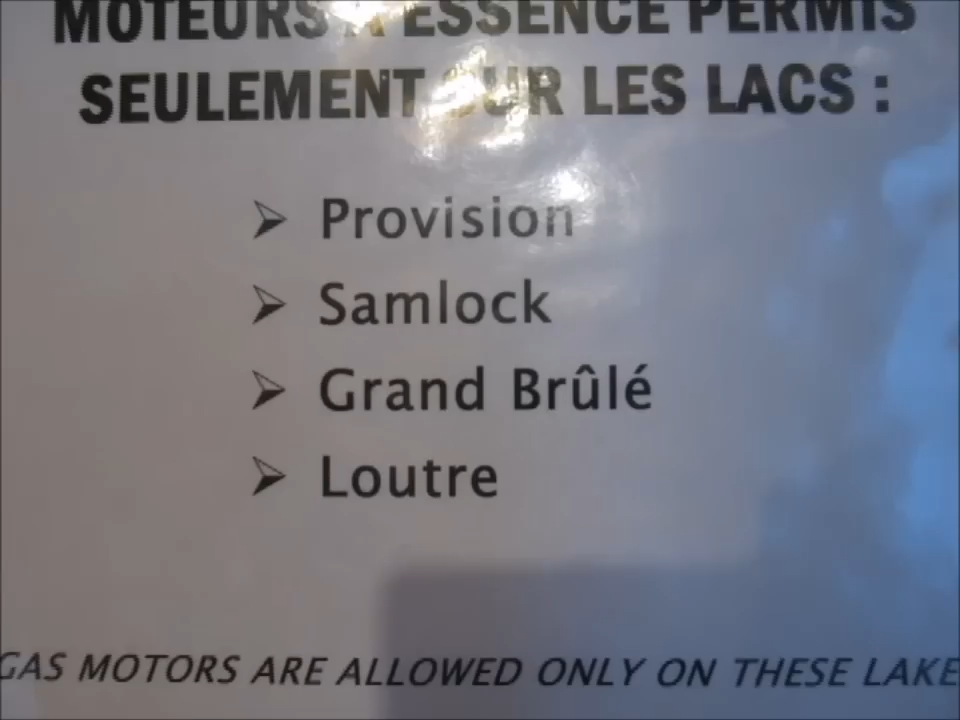 MOTEURS À ESSENCE PERMIS
SEULEMENT SUR LES LACS :
➢ Provision
➢ Samlock
➢ Grand Brûlé
➢ Loutre
GAS MOTORS ARE ALLOWED ONLY ON THESE LAKE